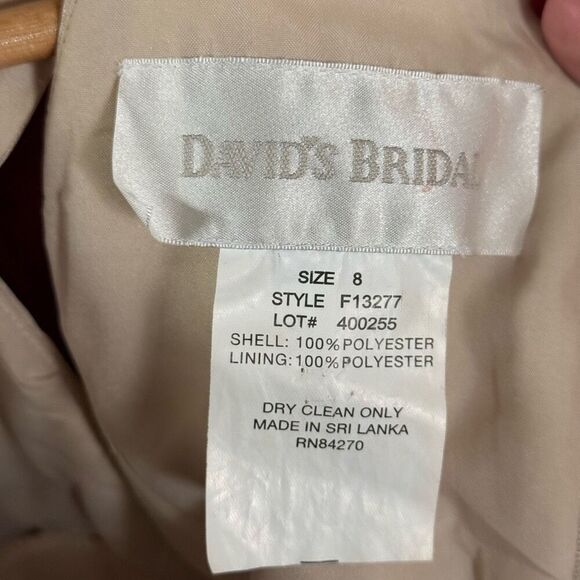 DAVID'S BRIDAL
SIZE 8
STYLE F13277
LOT# 400255
SHELL: 100% POLYESTER
LINING: 100% POLYESTER
DRY CLEAN ONLY
MADE IN SRI LANKA
RN84270